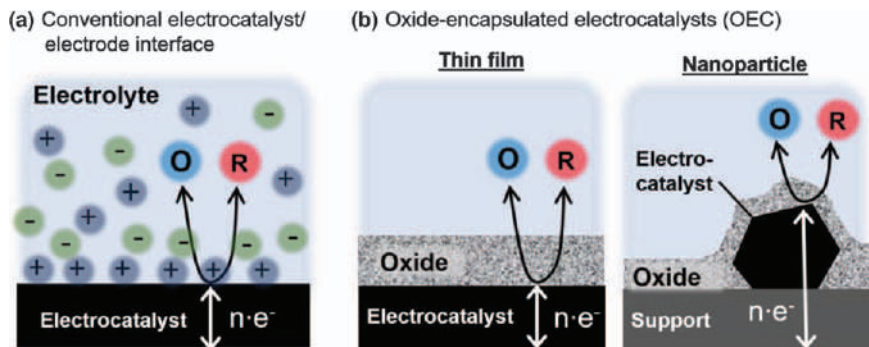 (a) Conventional electrocatalyst/
electrode interface
Electrolyte
+
-
+
-
+
-
O
R
+
+
-
+
-
-
-
-
-
+
+
+
+
+
+
Electrocatalyst
n·e-
(b) Oxide-encapsulated electrocatalysts (OEC)
Thin film
O
R
Oxide
Electrocatalyst
n·e-
Nanoparticle
O
R
Electro-
catalyst
Oxide
Support
n·e-